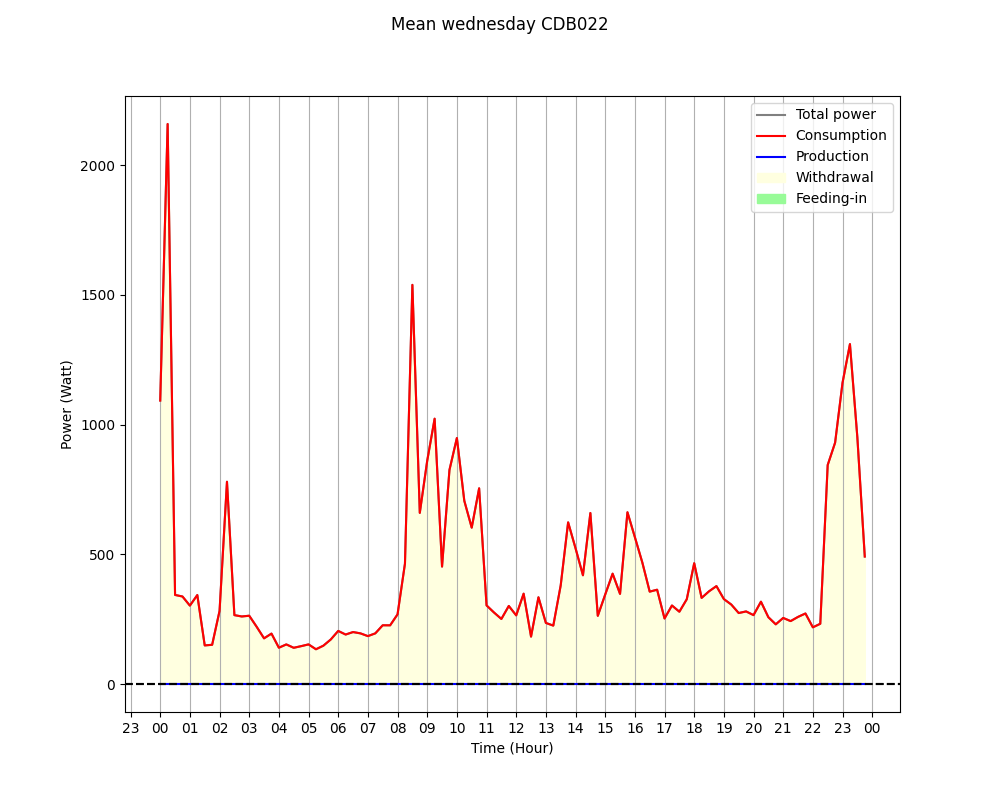 Mean wednesday CDB022
Total power
Consumption
Production
Withdrawal
Feeding-in
2000
1500
1000
500
0
Power (Watt)
23 00 01 02 03 04 05 06 07 08 09 10 11 12 13 14 15 16 17 18 19 20 21 22 23 00
Time (Hour)